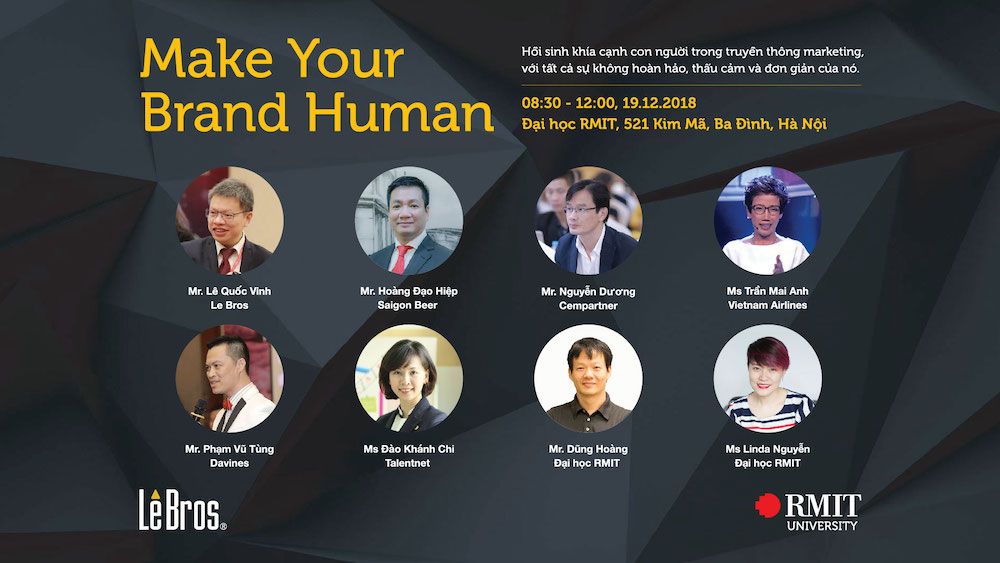 Make Your
Brand Human
Hồi sinh khía cạnh con người trong truyền thông marketing,
với tất cả sự không hoàn hảo, thấu cảm và đơn giản của nó.
08:30 - 12:00, 19.12.2018
Đại học RMIT, 521 Kim Mã, Ba Đình, Hà Nội
Mr. Lê Quốc Vinh
Le Bros
Mr. Hoàng Đạo Hiệp
Saigon Beer
Mr. Nguyễn Dương
Cempartner
Ms Trần Mai Anh
Vietnam Airlines
Mr. Phạm Vũ Tùng
Davines
Ms Đào Khánh Chi
Talentnet
Mr. Dũng Hoàng
Đại học RMIT
Ms Linda Nguyễn
Đại học RMIT
LêBros®
RMIT
UNIVERSITY